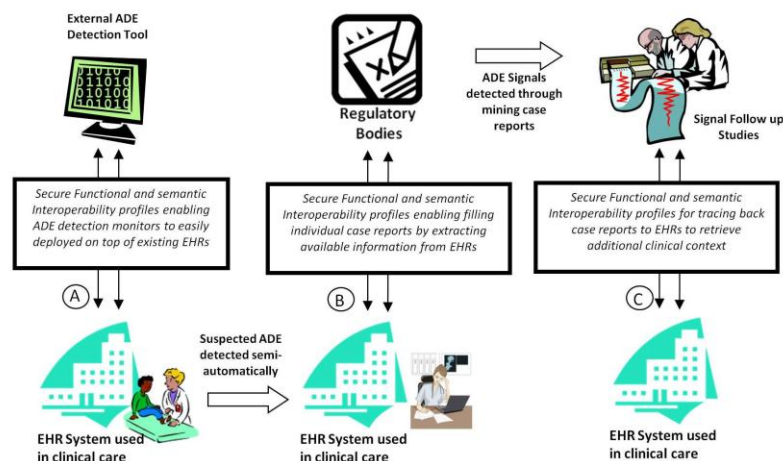 External ADE
Detection Tool
01010
010110
011010
101101
Regulatory
Bodies
ADE Signals
detected through
mining case
reports
Signal Follow up
Studies
Secure Functional and semantic
Interoperability profiles enabling
ADE detection monitors to easily
deployed on top of existing EHRs
Secure Functional and semantic
Interoperability profiles enabling filling
individual case reports by extracting
available information from EHRs
Secure Functional and semantic
Interoperability profiles for tracing back
case reports to EHRs to retrieve
additional clinical context
A
B
C
Suspected ADE
detected semi-
automatically
EHR System used
in clinical care
EHR System used
in clinical care
EHR System used
in clinical care